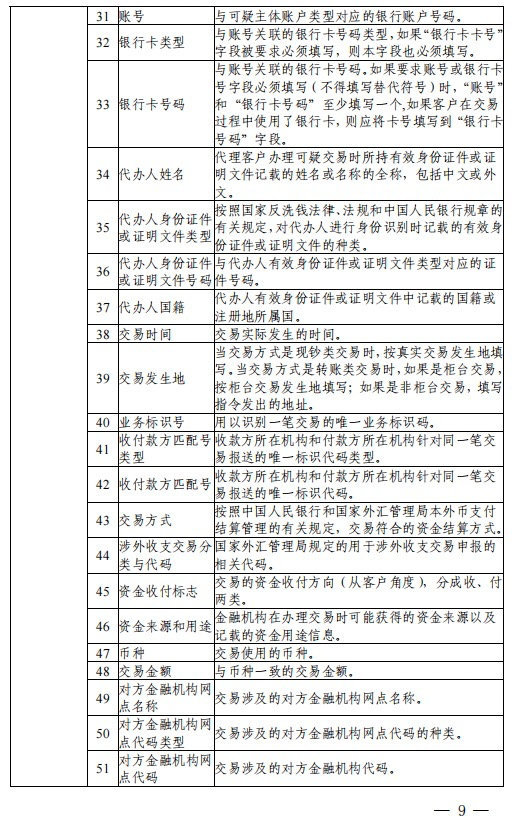 31 账号 与可疑主体账户类型对应的银行账户号码。
32 银行卡类型 与账号关联的银行卡号码类型,如果“银行卡卡号”
字段被要求必须填写,则本字段也必须填写。
33 银行卡号码 与账号关联的银行卡号码。如果要求账号或银行卡
号字段必须填写(不得填写替代符号)时,“账号”
和“银行卡号码”至少填写一个,如果客户在交易
过程中使用了银行卡,则应将卡号填写到“银行卡
号码”字段。
34 代办人姓名 代理客户办理可疑交易时所持有效身份证件或证
明文件记载的姓名或名称的全称,包括中文或外
文。
35 代办人身份证件
或证明文件类型
按照国家反洗钱法律、法规和中国人民银行规章的
有关规定,对代办人进行身份识别时记载的有效身
份证件或证明文件的种类。
36 代办人身份证件
或证明文件号码
与代办人有效身份证件或证明文件类型对应的证
件号码。
37 代办人国籍 代办人有效身份证件或证明文件中记载的国籍或
注册地所属国。
38 交易时间 交易实际发生的时间。
39 交易发生地 当交易方式是现钞类交易时,按真实交易发生地填
写。当交易方式是转账类交易时,如果是柜台交易,
按柜台交易发生地填写;如果是非柜台交易,填写
指令发出的地址。
40 业务标识号 用以识别一笔交易的唯一业务标识码。
41 收付款方匹配号
类型
收款方所在机构和付款方所在机构针对同一笔交
易报送的唯一标识代码类型。
42 收付款方匹配号 收款方所在机构和付款方所在机构针对同一笔交
易报送的唯一标识代码。
43 交易方式 按照中国人民银行和国家外汇管理局本外币支付
结算管理的有关规定,交易符合的资金结算方式。
44 涉外收支交易分
类与代码
国家外汇管理局规定的用于涉外收支交易申报的
相关代码。
45 资金收付标志 交易的资金收付方向(从客户角度),分成收、付
两类。
46 资金来源和用途 金融机构在办理交易时可能获得的资金来源以及
记载的资金用途信息。
47 币种 交易使用的币种。
48 交易金额 与币种一致的交易金额。
49 对方金融机构网
点名称
交易涉及的对方金融机构网点名称。
50 对方金融机构网
点代码类型
交易涉及的对方金融机构网点代码的种类。
51 对方金融机构网
点代码
交易涉及的对方金融机构代码。
— 9 —